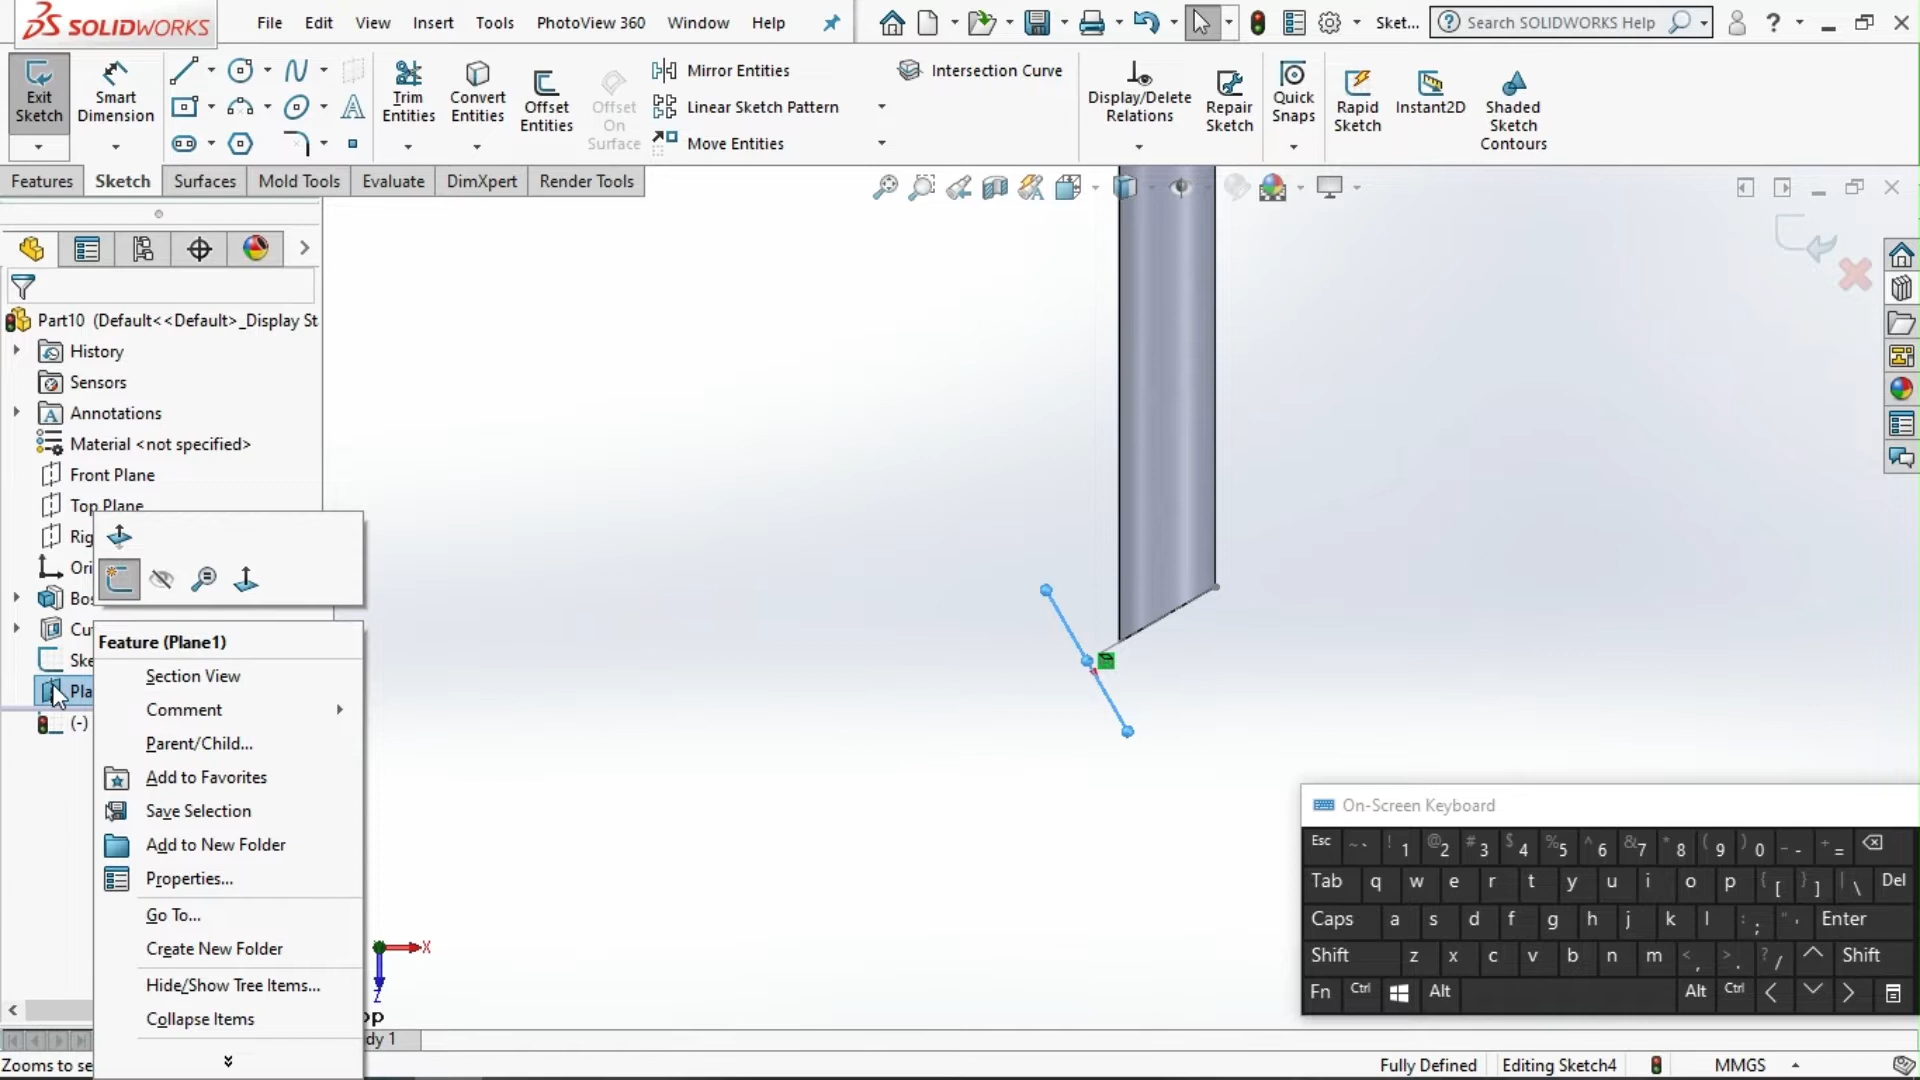 SOLIDWORKS File Edit View Insert Tools PhotoView 360 Window Help Sket... Search SOLIDWORKS Help
Exit Sketch
Smart Dimension
Trim Entities
Convert Entities
Offset Entities
Offset On Surface
Mirror Entities
Linear Sketch Pattern
Move Entities
Intersection Curve
Display/Delete Relations
Repair Sketch
Quick Snaps
Rapid Sketch
Instant2D
Shaded Sketch Contours
Features Sketch Surfaces Mold Tools Evaluate DimXpert Render Tools
Part10 (Default<<Default>_Display St
History
Sensors
Annotations
Material <not specified>
Front Plane
Top Plane
Rig
Ori
Bos
Cu
Ske
Pla
(-)
Feature (Plane1)
Section View
Comment
Parent/Child...
Add to Favorites
Save Selection
Add to New Folder
Properties...
Go To...
Create New Folder
Hide/Show Tree Items...
Collapse Items
X
Z
op
dy 1
On-Screen Keyboard
Esc ~ ` ! 1 @ 2 # 3 $ 4 % 5 ^ 6 & 7 * 8 ( 9 ) 0 - - + =
Tab q w e r t y u i o p { [ } ] | \ Del
Caps a s d f g h j k l : ; " ' Enter
Shift z x c v b n m < , > . ? / Shift
Fn Ctrl Alt Alt Ctrl
Zooms to se Fully Defined Editing Sketch4 MMGS